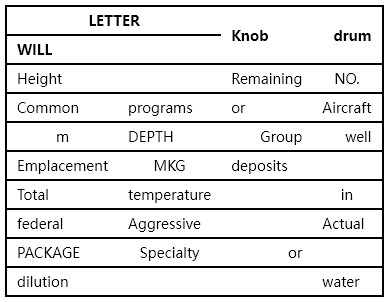 LETTER
Knob drum
WILL
Height Remaining NO.
Common programs or Aircraft
m DEPTH Group well
Emplacement MKG deposits
Total temperature in
federal Aggressive Actual
PACKAGE Specialty or
dilution water